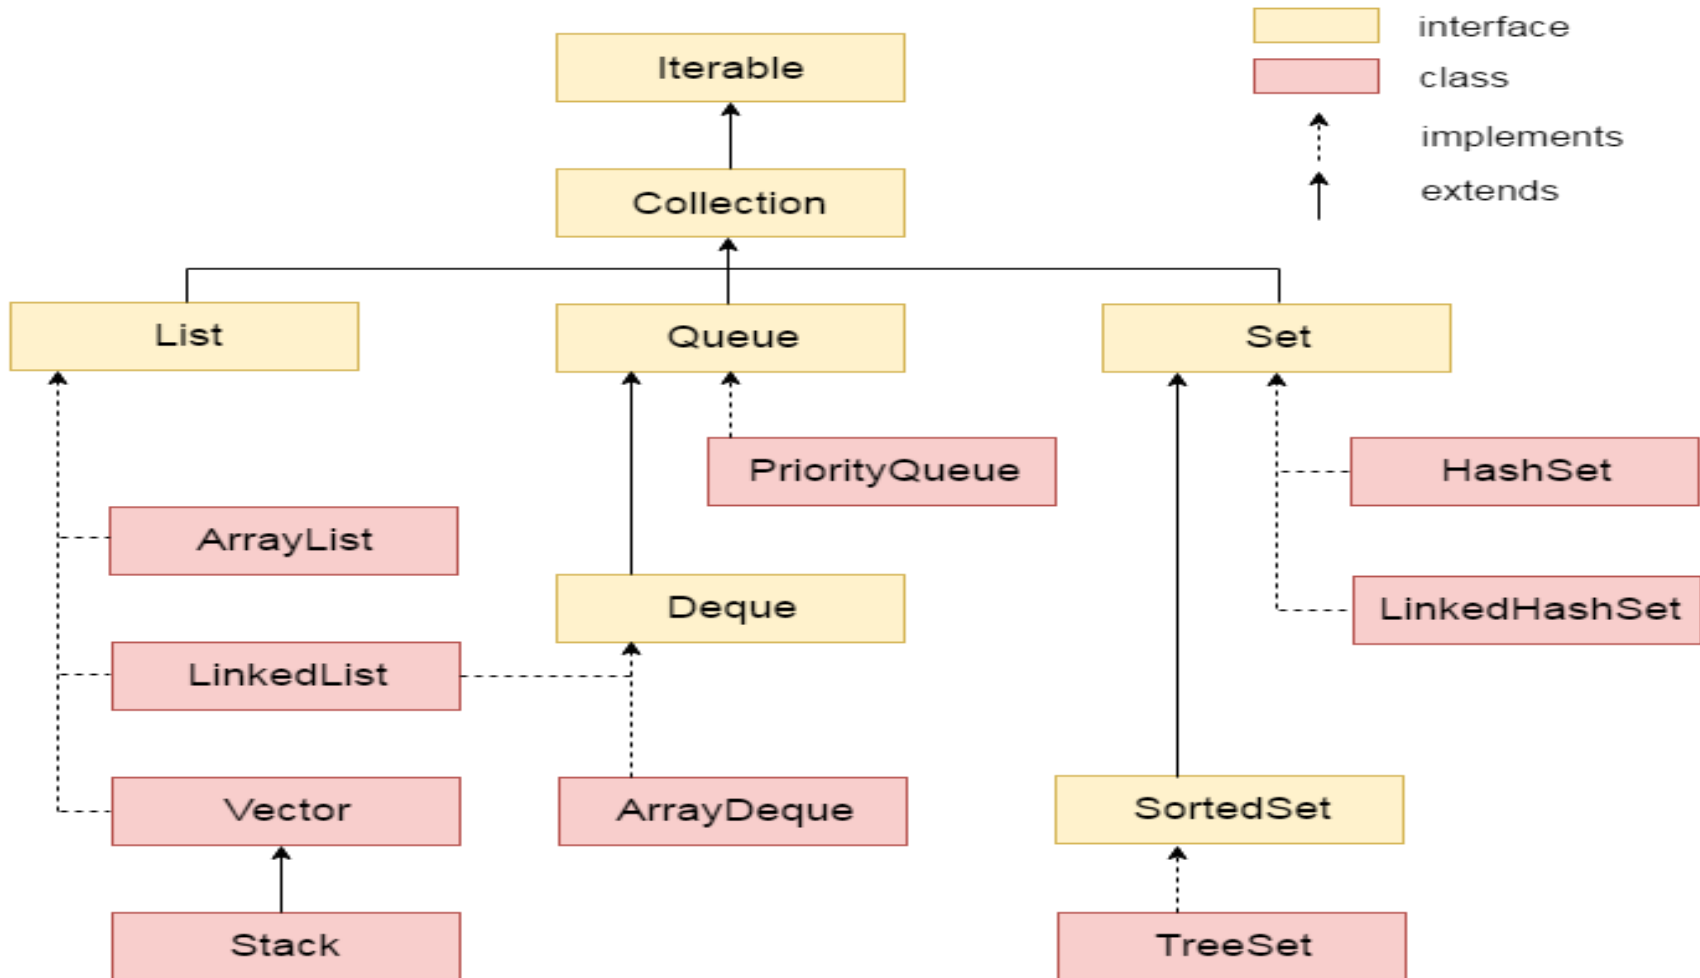 interface
Iterable
class
implements
Collection
extends
List
Queue
Set
PriorityQueue
HashSet
ArrayList
Deque
LinkedHashSet
LinkedList
Vector
ArrayDeque
SortedSet
Stack
TreeSet